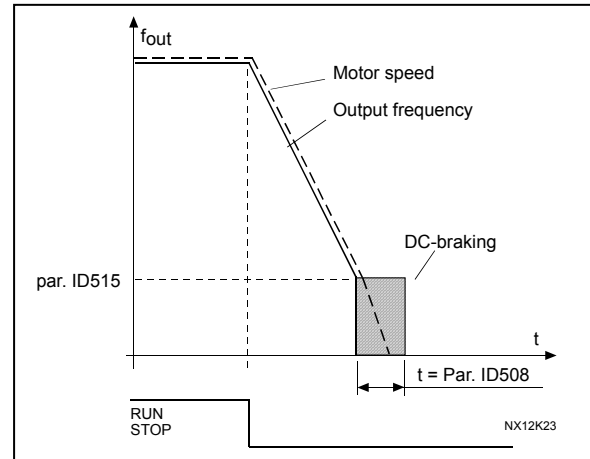 fout
Motor speed
Output frequency
DC-braking
par. ID515
t
t = Par. ID508
RUN
STOP
NX12K23